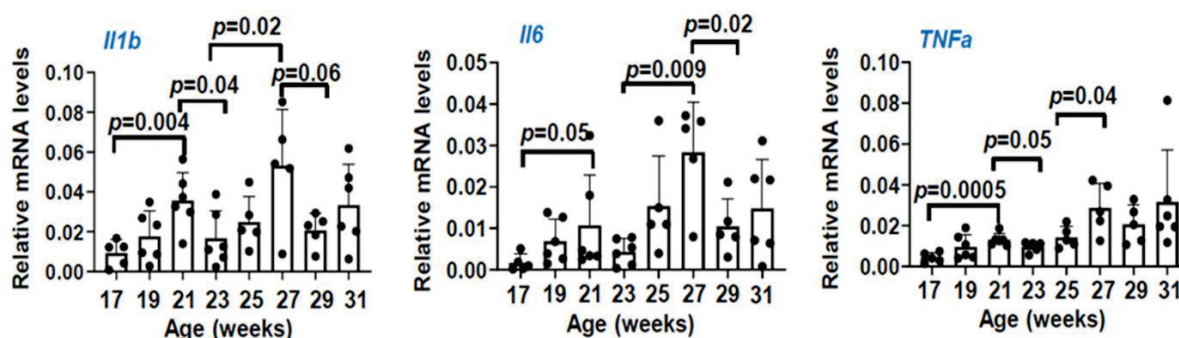 Il1b
Relative mRNA levels
0.10
0.08
0.06
0.04
0.02
0.00
p=0.004
p=0.04
p=0.02
p=0.06
17 19 21 23 25 27 29 31
Age (weeks)
Il6
Relative mRNA levels
0.05
0.04
0.03
0.02
0.01
0.00
p=0.05
p=0.009
p=0.02
17 19 21 23 25 27 29 31
Age (weeks)
TNFa
Relative mRNA levels
0.10
0.08
0.06
0.04
0.02
0.00
p=0.0005
p=0.05
p=0.04
17 19 21 23 25 27 29 31
Age (weeks)